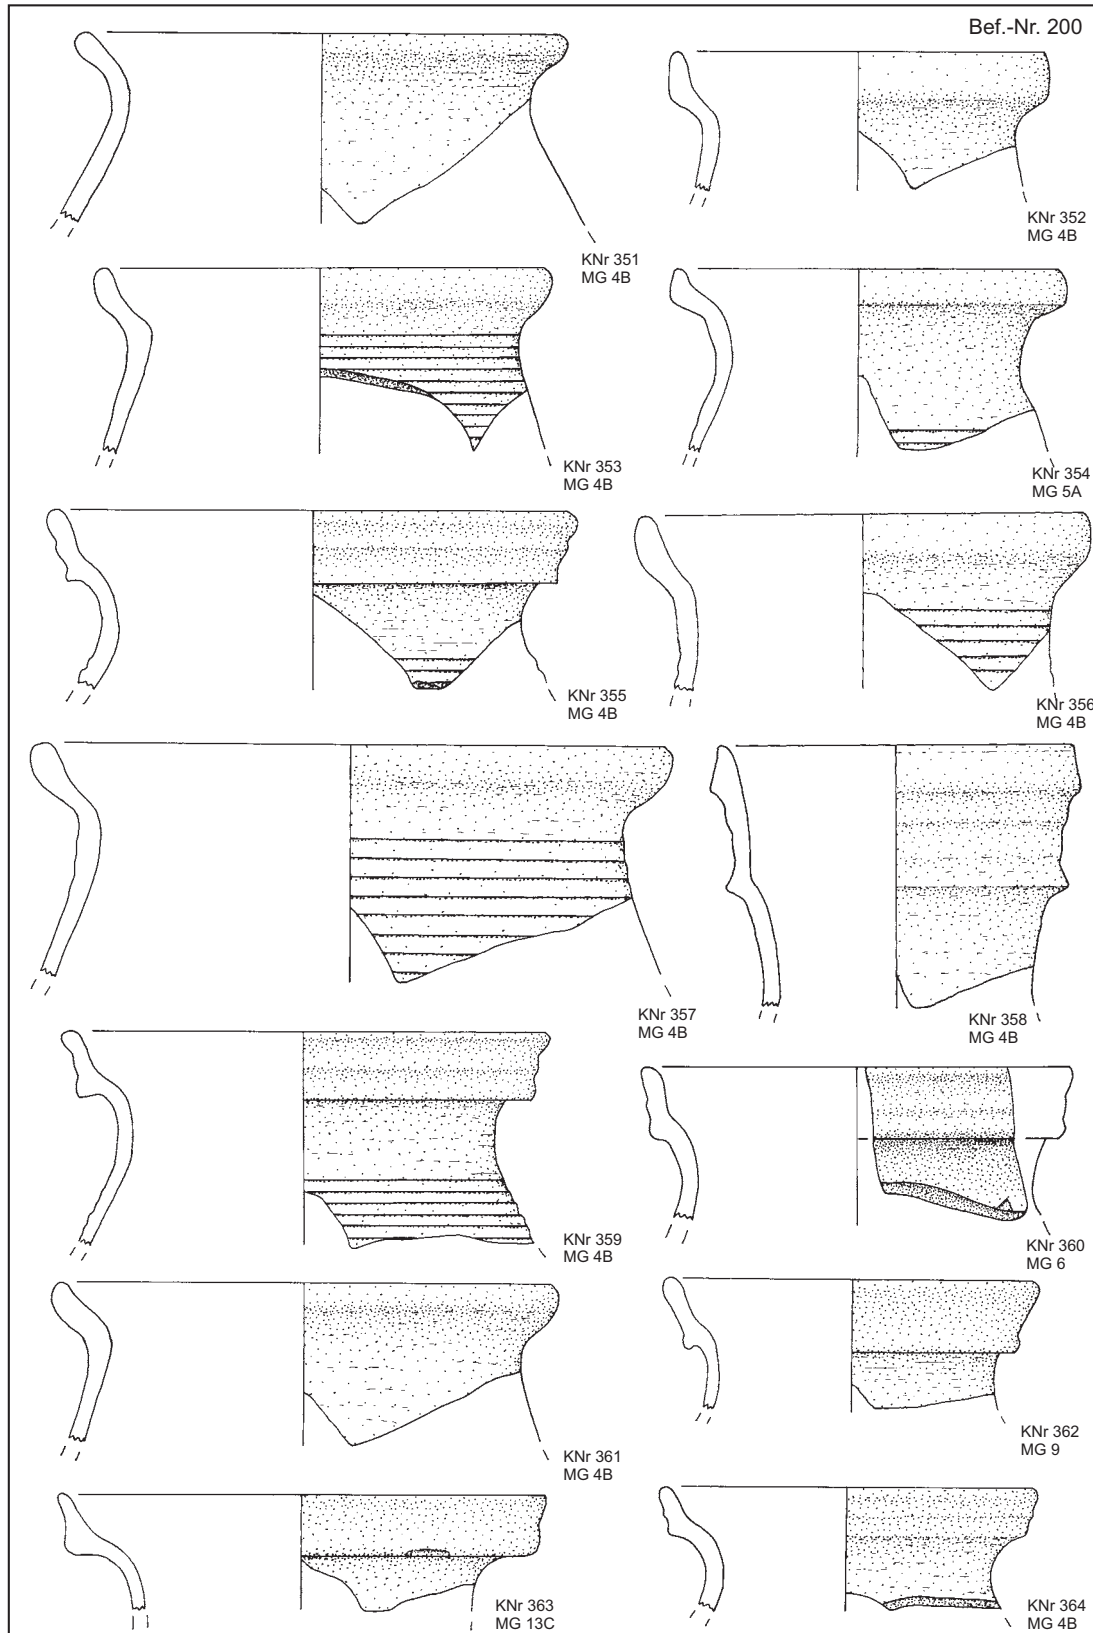 Bef.-Nr. 200
KNr 351
MG 4B
KNr 352
MG 4B
KNr 353
MG 4B
KNr 354
MG 5A
KNr 355
MG 4B
KNr 356
MG 4B
KNr 357
MG 4B
KNr 358
MG 4B
KNr 359
MG 4B
KNr 360
MG 6
KNr 361
MG 4B
KNr 362
MG 9
KNr 363
MG 13C
KNr 364
MG 4B